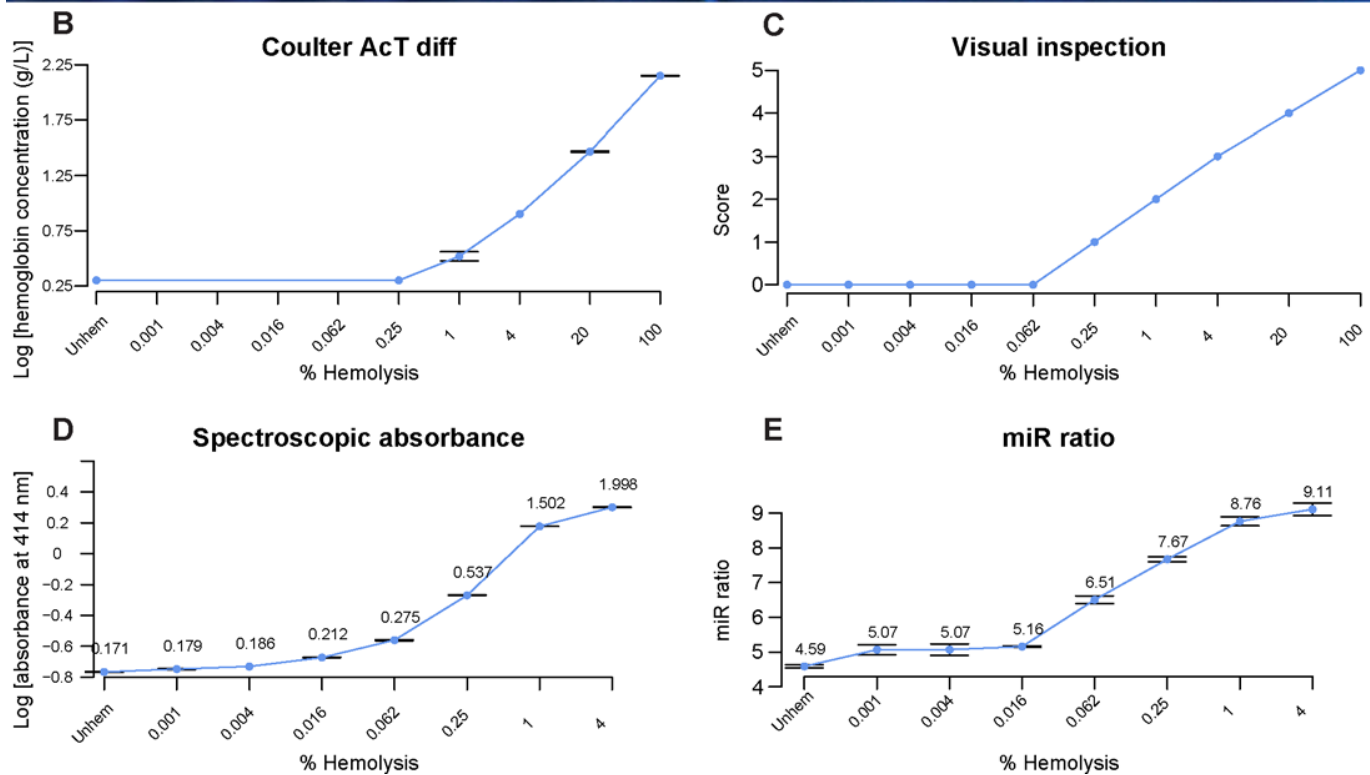 B
Coulter AcT diff
Log [hemoglobin concentration (g/L)]
2.25
1.75
1.25
0.75
0.25
Unhem 0.001 0.004 0.016 0.062 0.25 1 4 20 100
% Hemolysis
C
Visual inspection
Score
5
4
3
2
1
0
Unhem 0.001 0.004 0.016 0.062 0.25 1 4 20 100
% Hemolysis
D
Spectroscopic absorbance
Log [absorbance at 414 nm]
0.4
0.2
0
−0.2
−0.4
−0.6
−0.8
0.171 0.179 0.186 0.212 0.275 0.537 1.502 1.998
Unhem 0.001 0.004 0.016 0.062 0.25 1 4
% Hemolysis
E
miR ratio
miR ratio
9
8
7
6
5
4
4.59 5.07 5.07 5.16 6.51 7.67 8.76 9.11
Unhem 0.001 0.004 0.016 0.062 0.25 1 4
% Hemolysis